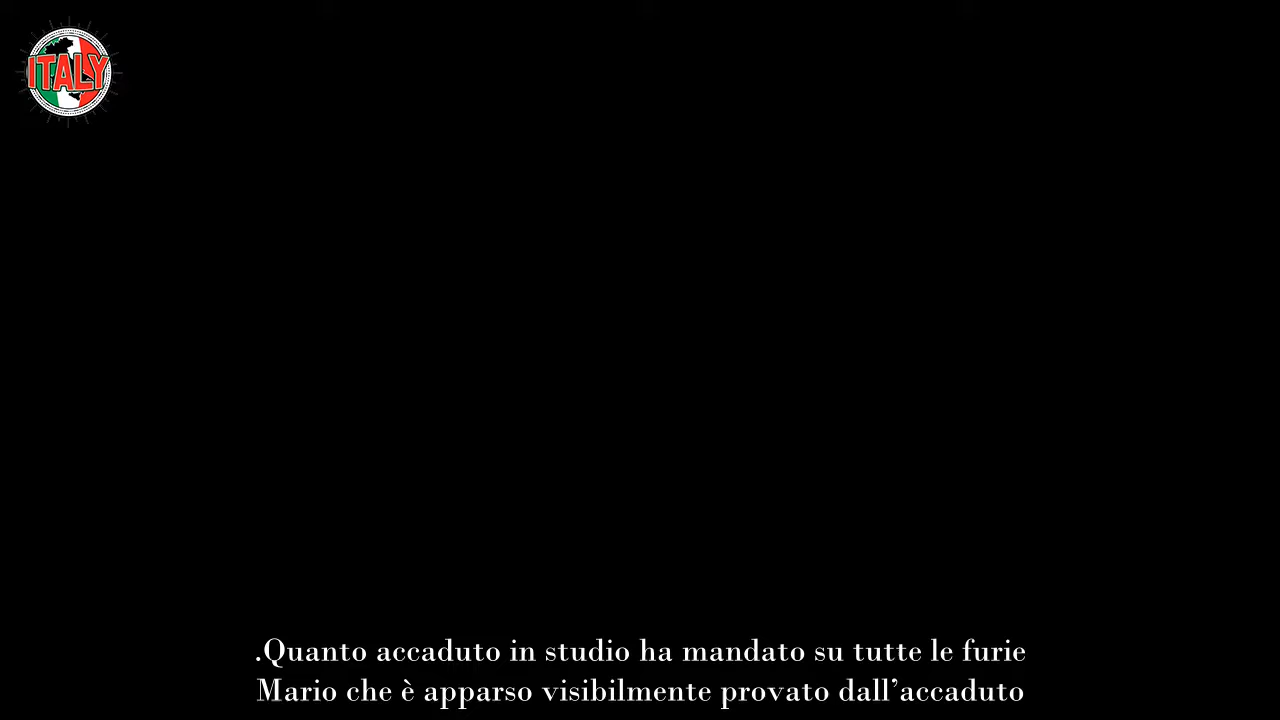 ITALY
.Quanto accaduto in studio ha mandato su tutte le furie
Mario che è apparso visibilmente provato dall’accaduto